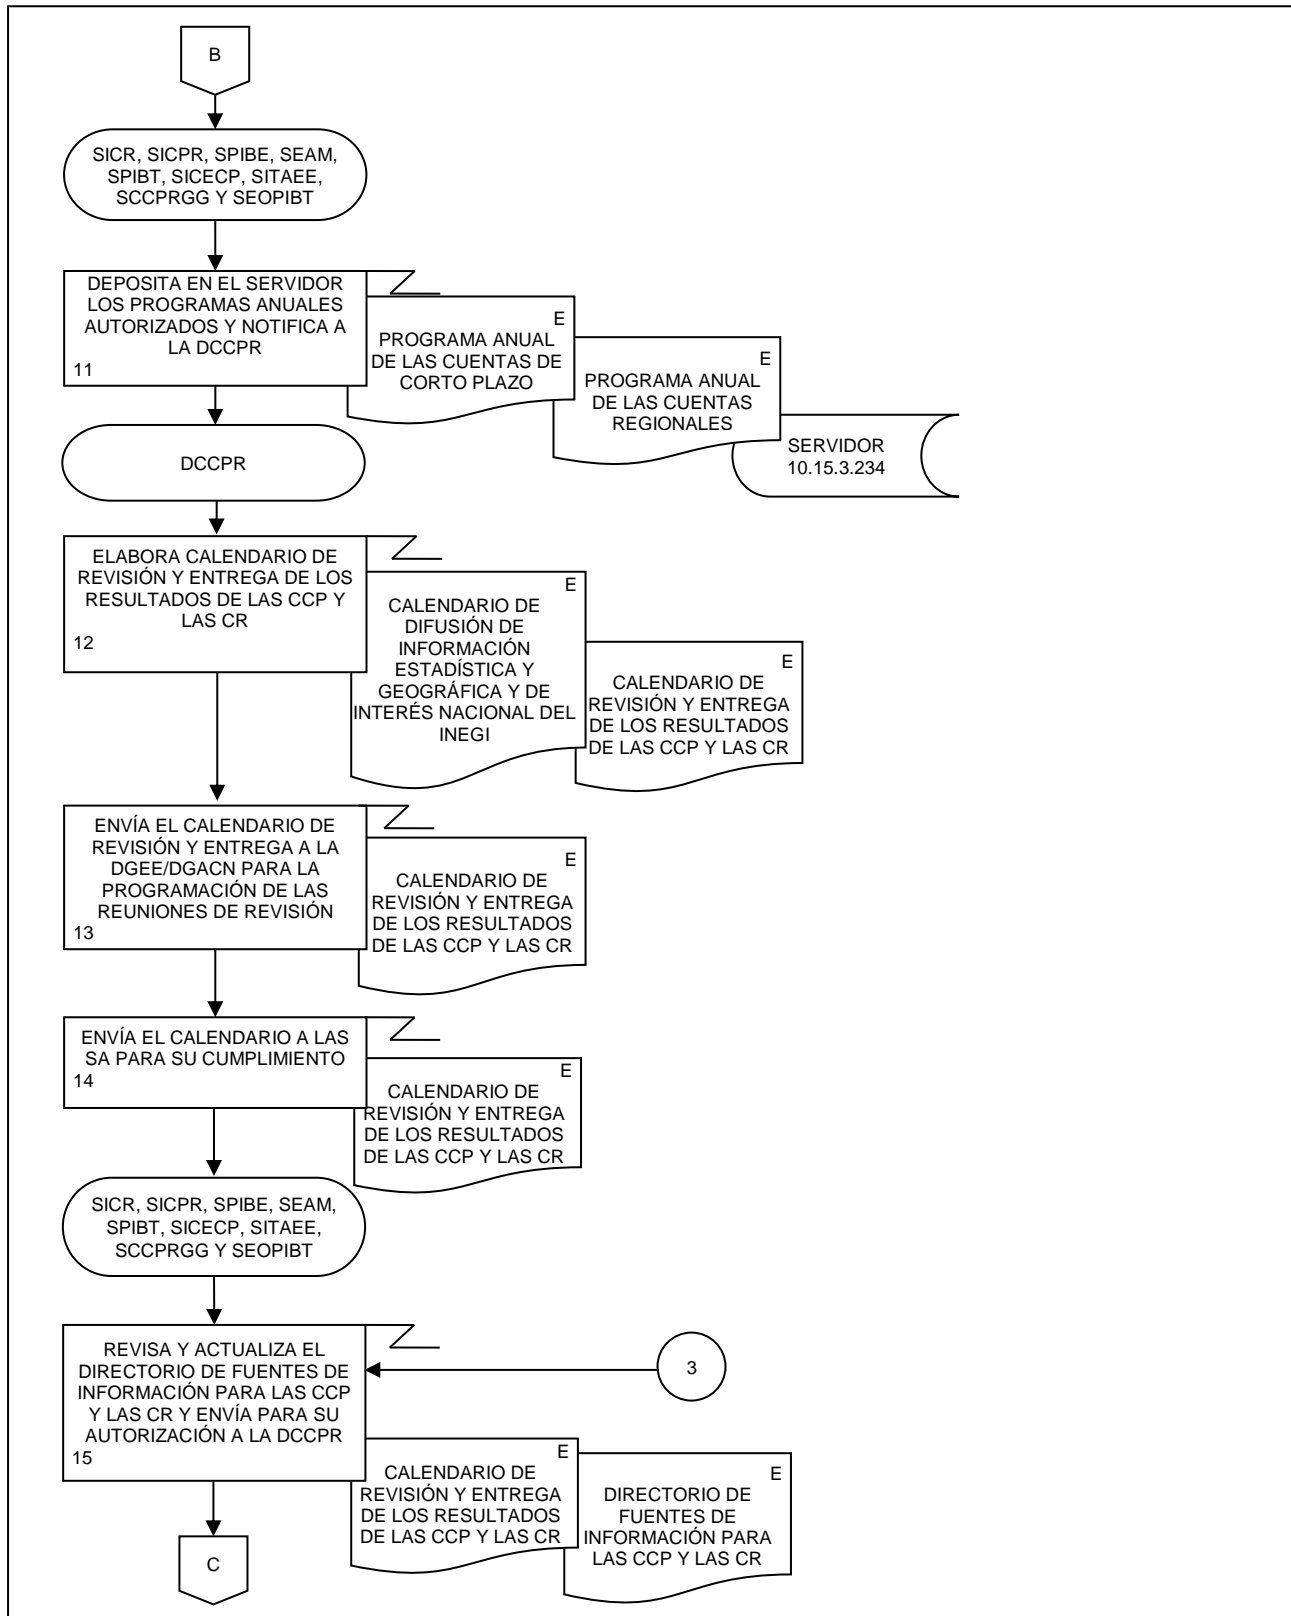 B
SICR, SICPR, SPIBE, SEAM,
SPIBT, SICECP, SITAEE,
SCCPRGG Y SEOPIBT
DEPOSITA EN EL SERVIDOR
LOS PROGRAMAS ANUALES
AUTORIZADOS Y NOTIFICA A
LA DCCPR
11
E
PROGRAMA ANUAL
DE LAS CUENTAS DE
CORTO PLAZO
E
PROGRAMA ANUAL
DE LAS CUENTAS
REGIONALES
SERVIDOR
10.15.3.234
DCCPR
ELABORA CALENDARIO DE
REVISIÓN Y ENTREGA DE LOS
RESULTADOS DE LAS CCP Y
LAS CR
12
E
CALENDARIO DE
DIFUSIÓN DE
INFORMACIÓN
ESTADÍSTICA Y
GEOGRÁFICA Y DE
INTERÉS NACIONAL DEL
INEGI
E
CALENDARIO DE
REVISIÓN Y ENTREGA
DE LOS RESULTADOS
DE LAS CCP Y LAS CR
ENVÍA EL CALENDARIO DE
REVISIÓN Y ENTREGA A LA
DGEE/DGACN PARA LA
PROGRAMACIÓN DE LAS
REUNIONES DE REVISIÓN
13
E
CALENDARIO DE
REVISIÓN Y ENTREGA
DE LOS RESULTADOS
DE LAS CCP Y LAS CR
ENVÍA EL CALENDARIO A LAS
SA PARA SU CUMPLIMIENTO
14
E
CALENDARIO DE
REVISIÓN Y ENTREGA
DE LOS RESULTADOS
DE LAS CCP Y LAS CR
SICR, SICPR, SPIBE, SEAM,
SPIBT, SICECP, SITAEE,
SCCPRGG Y SEOPIBT
REVISA Y ACTUALIZA EL
DIRECTORIO DE FUENTES DE
INFORMACIÓN PARA LAS CCP
Y LAS CR Y ENVÍA PARA SU
AUTORIZACIÓN A LA DCCPR
15
3
E
CALENDARIO DE
REVISIÓN Y ENTREGA
DE LOS RESULTADOS
DE LAS CCP Y LAS CR
E
DIRECTORIO DE
FUENTES DE
INFORMACIÓN PARA
LAS CCP Y LAS CR
C